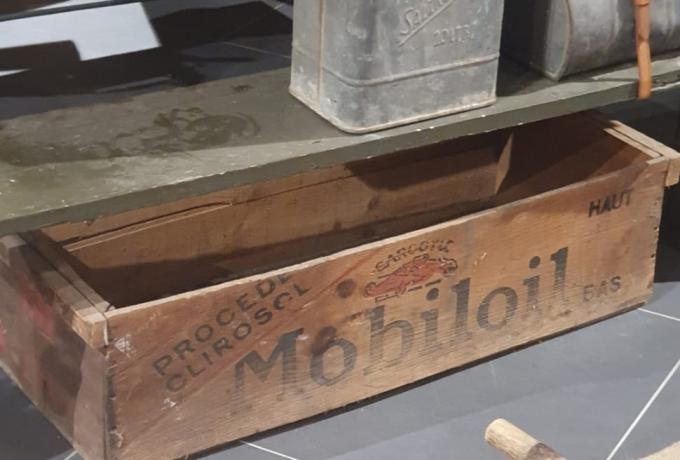 PROCEDE
CLIROSOL
GARGOYLE
Mobiloil
HAUT
BAS